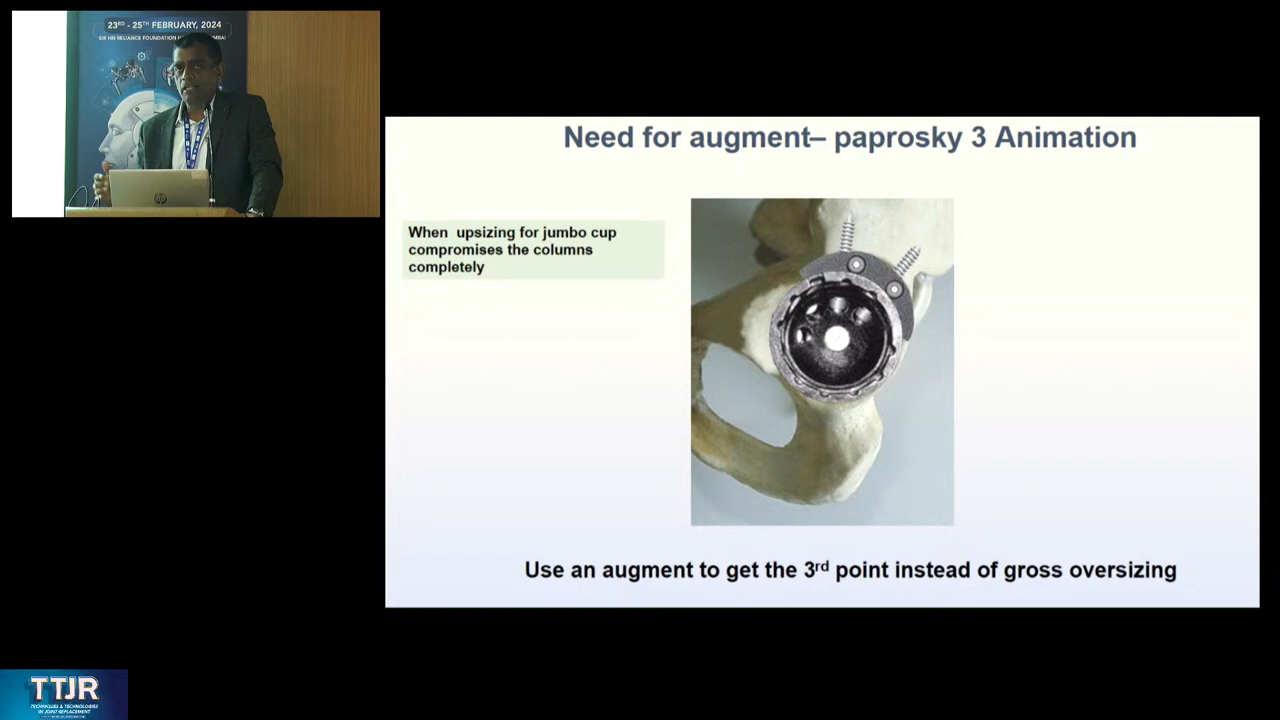 23RD - 25TH FEBRUARY, 2024
SIR HN RELIANCE FOUNDATION
Need for augment– paprosky 3 Animation
When upsizing for jumbo cup
compromises the columns
completely
Use an augment to get the 3rd point instead of gross oversizing
hp
TTJR
TECHNIQUES & TECHNOLOGIES
IN JOINT REPLACEMENT